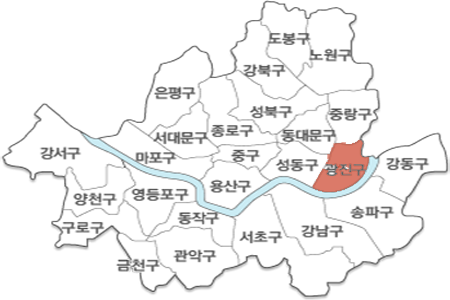 도봉구
노원구
강북구
은평구
성북구
중랑구
서대문구
종로구
동대문구
강서구
마포구
중구
성동구
광진구
강동구
양천구
영등포구
용산구
송파구
구로구
동작구
서초구
강남구
금천구
관악구